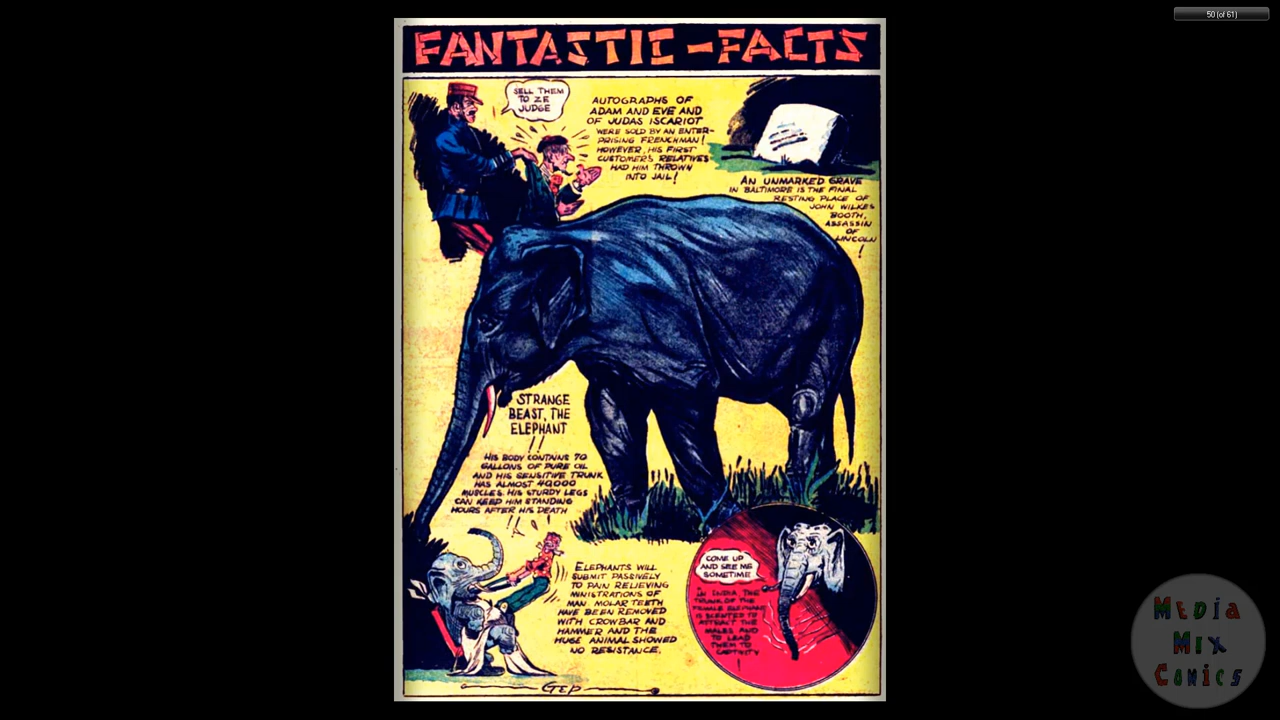 50 (of 61)
FANTASTIC-FACTS
SELL THEM
TO ZE
JUDGE
AUTOGRAPHS OF
ADAM AND EVE AND
OF JUDAS ISCARIOT
WERE SOLD BY AN ENTER-
PRISING FRENCHMAN!
HOWEVER, HIS FIRST
CUSTOMER'S RELATIVES
HAD HIM THROWN
INTO JAIL!
AN UNMARKED GRAVE
IN BALTIMORE IS THE FINAL
RESTING PLACE OF
JOHN WILKES
BOOTH,
ASSASSIN
OF
LINCOLN
!
STRANGE
BEAST, THE
ELEPHANT
!!
HIS BODY CONTAINS 70
GALLONS OF PURE OIL
AND HIS SENSITIVE TRUNK
HAS ALMOST 40,000
MUSCLES. HIS STURDY LEGS
CAN KEEP HIM STANDING
HOURS AFTER HIS DEATH
!!
ELEPHANTS WILL
SUBMIT PASSIVELY
TO PAIN RELIEVING
MINISTRATIONS OF
MAN. MOLAR TEETH
HAVE BEEN REMOVED
WITH CROWBAR AND
HAMMER AND THE
HUGE ANIMAL SHOWED
NO RESISTANCE.
COME UP
AND SEE ME
SOMETIME
IN INDIA THE
TRUNK OF THE
FEMALE ELEPHANT
IS SCENTED TO
ATTRACT THE
MALES AND
TO LEAD
THEM TO
CAPTIVITY
!
GEP
MEDIA
MIX
COMICS